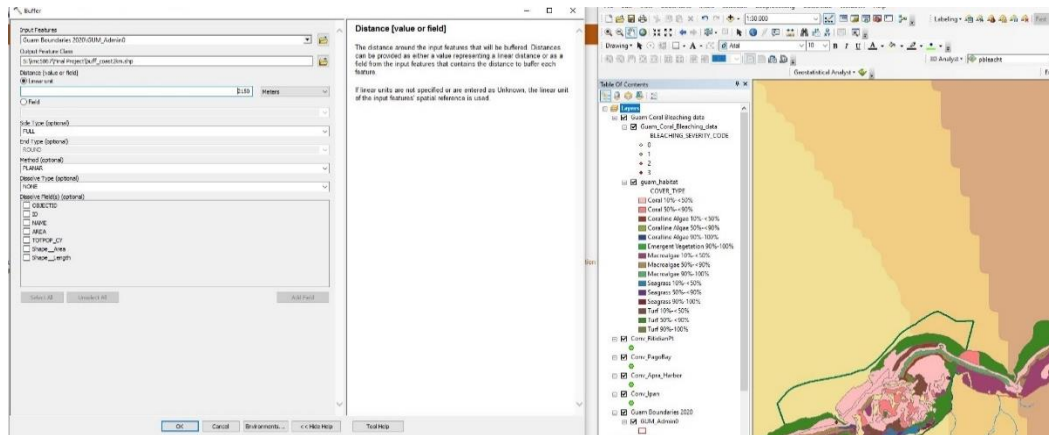 Buffer
Input Features
Guam Boundaries 2020\GUM_Admin0
Output Feature Class
Distance [value or field]
Linear unit
Meters
Field
Side Type (optional)
FULL
End Type (optional)
ROUND
Method (optional)
PLANAR
Dissolve Type (optional)
NONE
Dissolve Field(s) (optional)
OBJECTID
ID
NAME
AREA
TOTPOP_CY
Shape__Area
Shape__Length
Select All
Unselect All
Add Field
OK
Cancel
Environments...
<< Hide Help
Tool Help
Distance [value or field]
The distance around the input features that will be buffered. Distances
can be provided as either a value representing a linear distance or as a
field from the input features that contains the distance to buffer each
feature.
If linear units are not specified or are entered as Unknown, the linear unit
of the input features' spatial reference is used.
Labeling
Drawing
Arial
10
B I U A
3D Analyst
pbleacht
Geostatistical Analyst
Table Of Contents
Layers
Guam Coral Bleaching data
Guam_Coral_Bleaching_data
BLEACHING_SEVERITY_CODE
0
1
2
3
guam_habitat
COVER_TYPE
Coral 10%-<50%
Coral 50%-<90%
Coralline Algae 10%-<50%
Coralline Algae 50%-<90%
Coralline Algae 90%-100%
Emergent Vegetation 90%-100%
Macroalgae 10%-<50%
Macroalgae 50%-<90%
Macroalgae 90%-100%
Seagrass 10%-<50%
Seagrass 50%-<90%
Seagrass 90%-100%
Turf 10%-<50%
Turf 50%-<90%
Turf 90%-100%
Conv_RitidianPt
Conv_PagoBay
Conv_Apra_Harbor
Conv_Ipan
Guam Boundaries 2020
GUM_Admin0